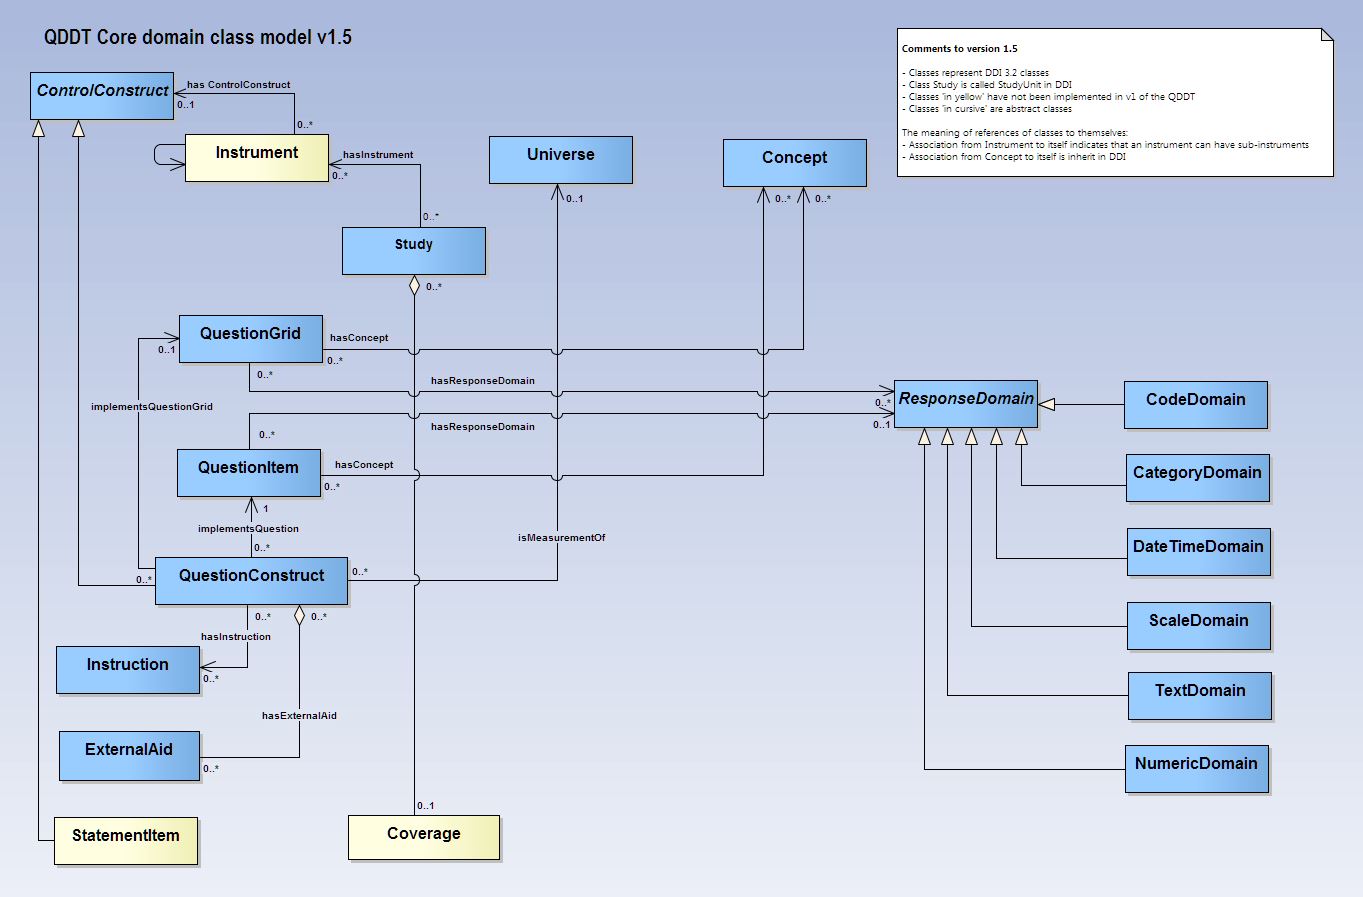 QDDT Core domain class model v1.5
Comments to version 1.5
- Classes represent DDI 3.2 classes
- Class Study is called StudyUnit in DDI
- Classes 'in yellow' have not been implemented in v1 of the QDDT
- Classes 'in cursive' are abstract classes
The meaning of references of classes to themselves:
- Association from Instrument to itself indicates that an instrument can have sub-instruments
- Association from Concept to itself is inherit in DDI
ControlConstruct
has ControlConstruct
0..1
0..*
Instrument
hasInstrument
0..*
Universe
0..1
Concept
0..*
0..*
0..*
Study
0..*
QuestionGrid
0..1
hasConcept
0..*
0..*
hasResponseDomain
0..*
implementsQuestionGrid
ResponseDomain
CodeDomain
hasResponseDomain
0..1
0..*
QuestionItem
hasConcept
0..*
CategoryDomain
1
implementsQuestion
0..*
isMeasurementOf
DateTimeDomain
QuestionConstruct
0..*
0..*
0..*
0..*
hasInstruction
ScaleDomain
Instruction
0..*
TextDomain
hasExternalAid
ExternalAid
0..*
NumericDomain
0..1
StatementItem
Coverage